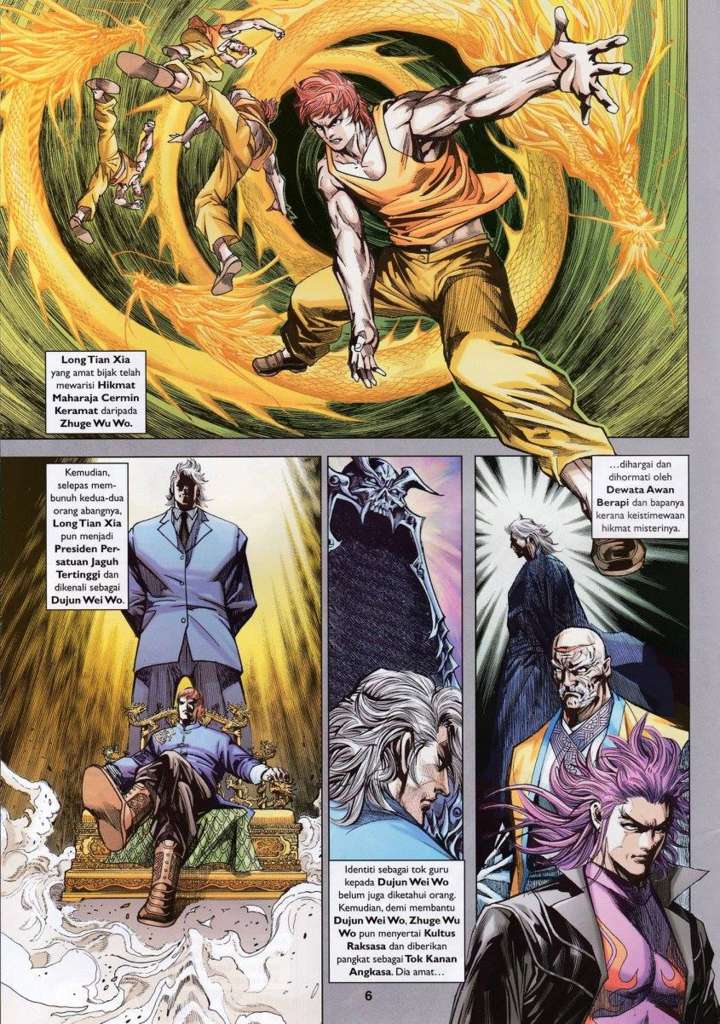 Long Tian Xia
yang amat bijak telah
mewarisi Hikmat
Maharaja Cermin
Keramat daripada
Zhuge Wu Wo.
Kemudian,
selepas mem-
bunuh kedua-dua
orang abangnya,
Long Tian Xia
pun menjadi
Presiden Per-
satuan Jaguh
Tertinggi dan
dikenali sebagai
Dujun Wei Wo.
Identiti sebagai tok guru
kepada Dujun Wei Wo
belum juga diketahui orang.
Kemudian, demi membantu
Dujun Wei Wo, Zhuge Wu
Wo pun menyertai Kultus
Raksasa dan diberikan
pangkat sebagai Tok Kanan
Angkasa. Dia amat…
…dihargai dan
dihormati oleh
Dewata Awan
Berapi dan bapanya
kerana keistimewaan
hikmat misterinya.
6